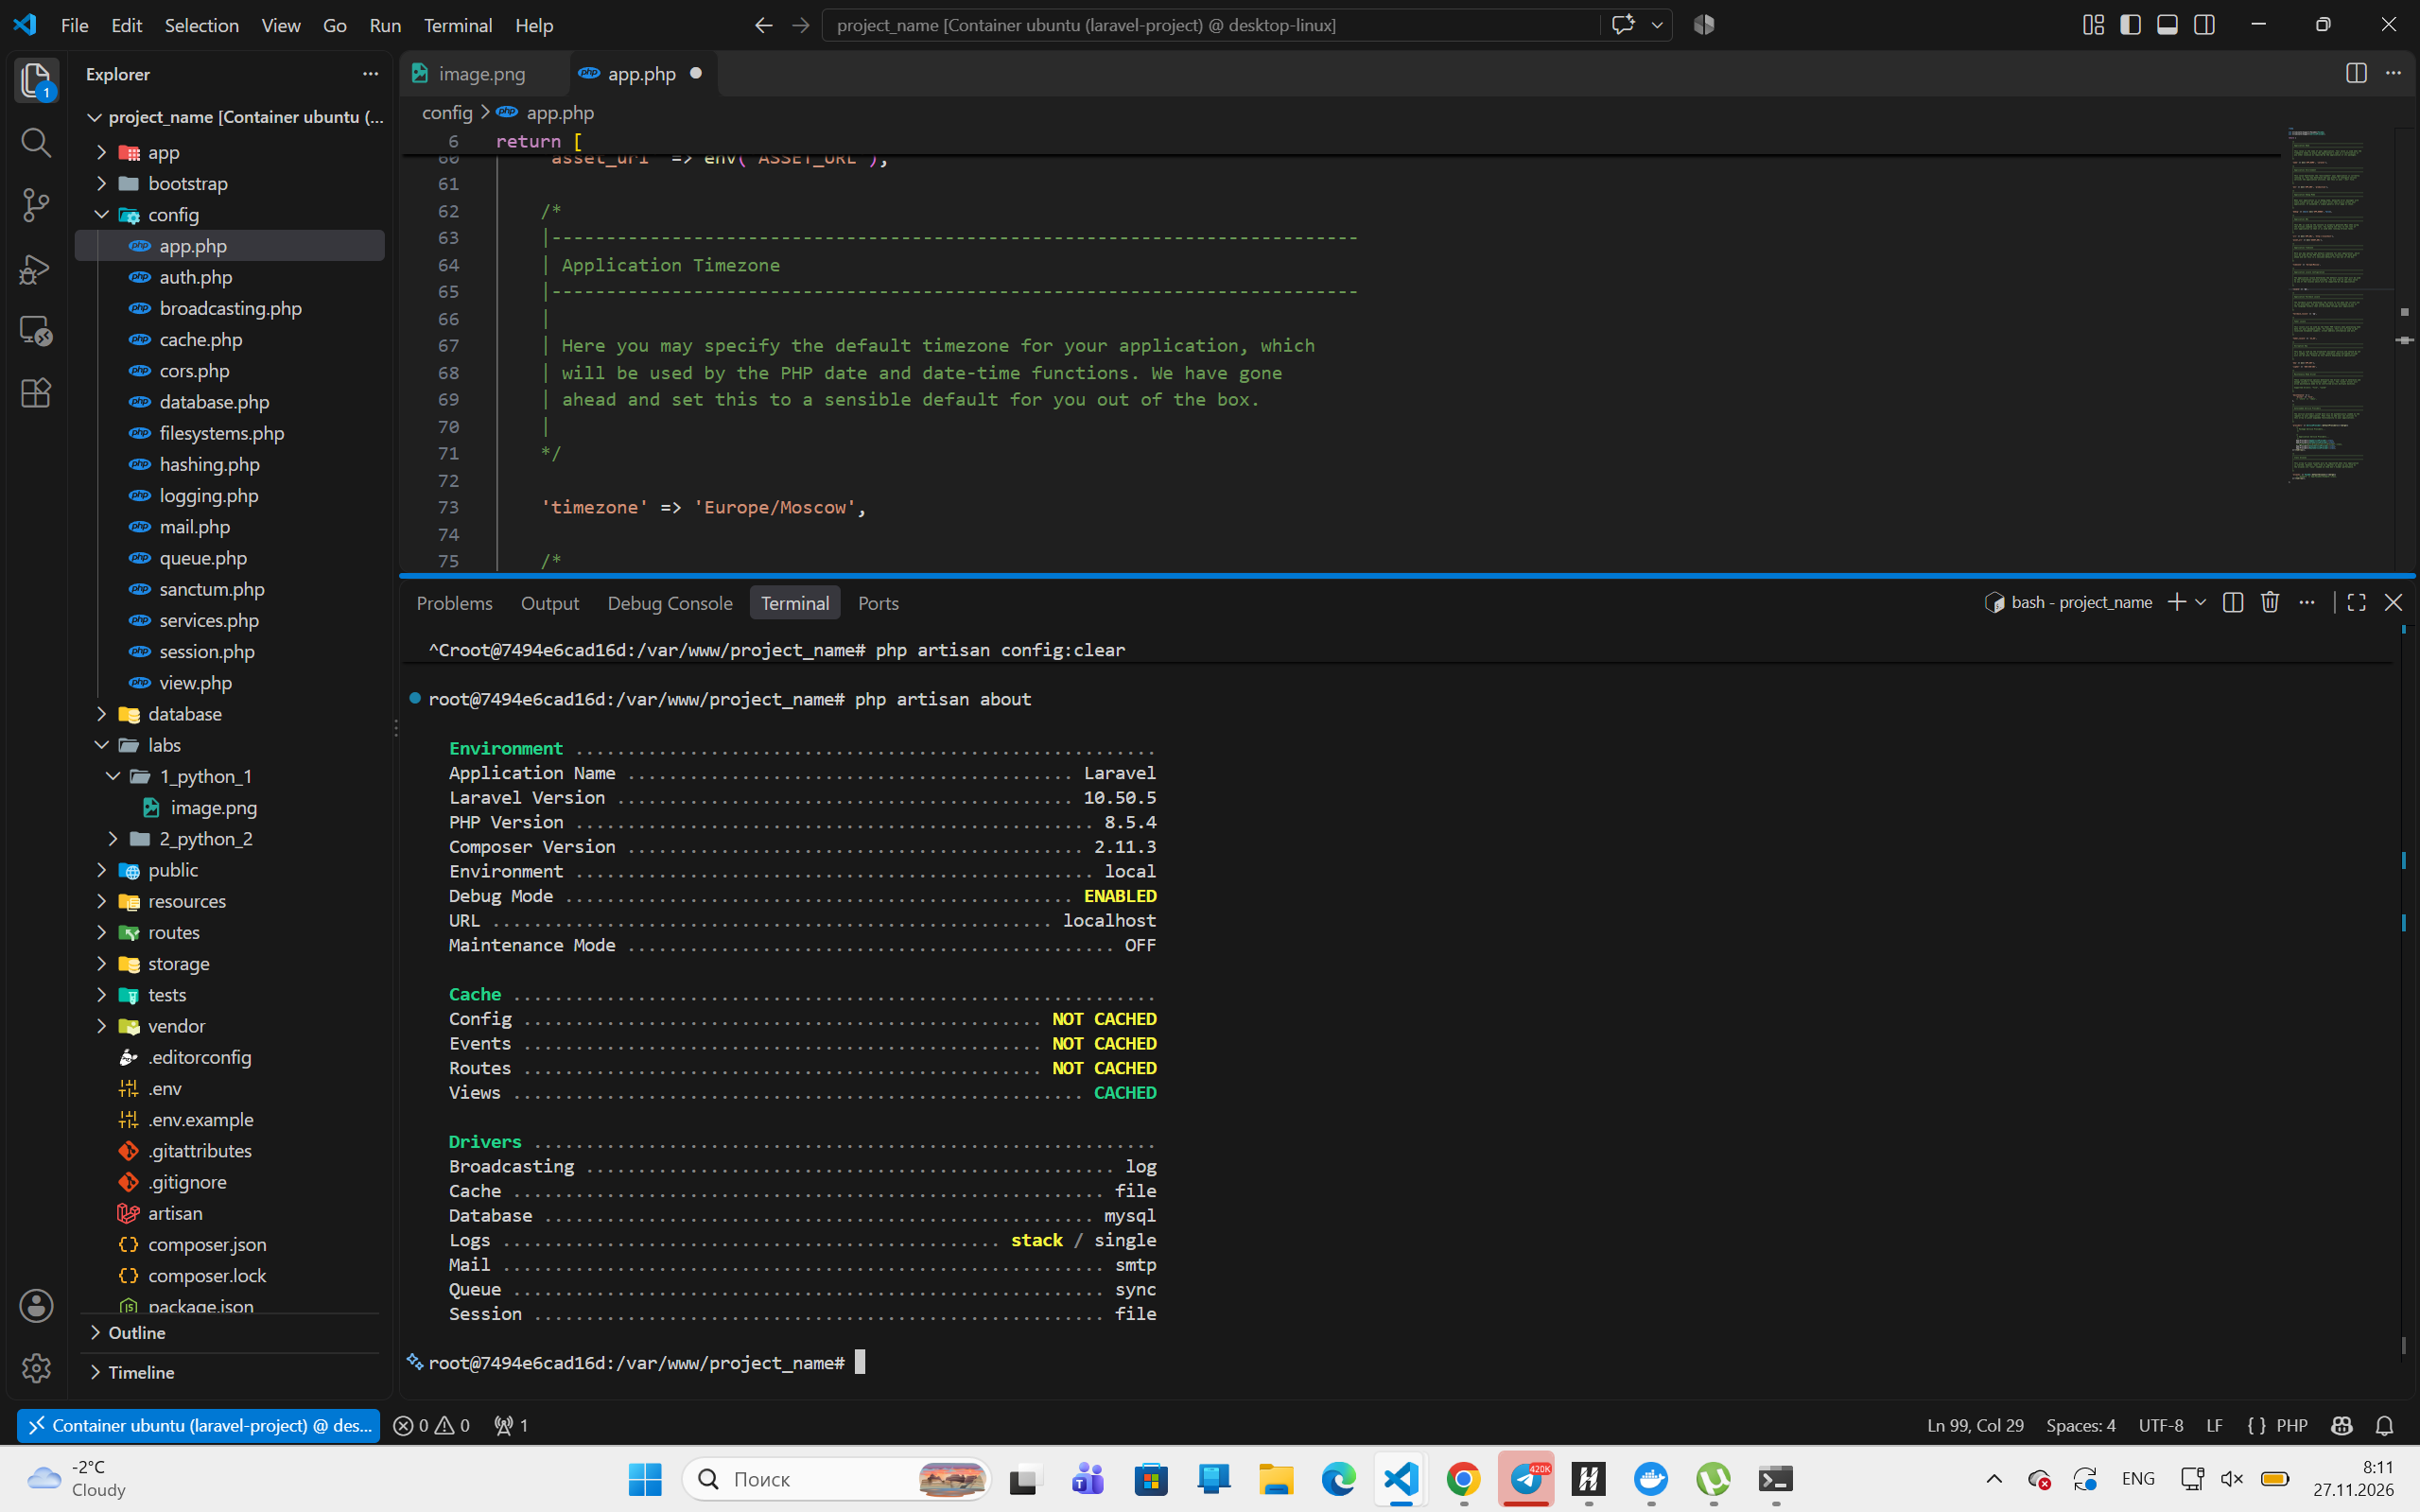 File Edit Selection View Go Run Terminal Help
project_name [Container ubuntu (laravel-project) @ desktop-linux]
Explorer
1
project_name [Container ubuntu (...
app
bootstrap
config
app.php
auth.php
broadcasting.php
cache.php
cors.php
database.php
filesystems.php
hashing.php
logging.php
mail.php
queue.php
sanctum.php
services.php
session.php
view.php
database
labs
1_python_1
image.png
2_python_2
public
resources
routes
storage
tests
vendor
.editorconfig
.env
.env.example
.gitattributes
.gitignore
artisan
composer.json
composer.lock
package.json
Outline
Timeline
image.png
app.php
config > app.php
6 return [
60 'asset_url' => env('ASSET_URL'),
61
62 /*
63 |--------------------------------------------------------------------------
64 | Application Timezone
65 |--------------------------------------------------------------------------
66 |
67 | Here you may specify the default timezone for your application, which
68 | will be used by the PHP date and date-time functions. We have gone
69 | ahead and set this to a sensible default for you out of the box.
70 |
71 */
72
73 'timezone' => 'Europe/Moscow',
74
75 /*
Problems Output Debug Console Terminal Ports
bash - project_name
^Croot@7494e6cad16d:/var/www/project_name# php artisan config:clear
root@7494e6cad16d:/var/www/project_name# php artisan about
Environment ........................................................
Application Name ........................................... Laravel
Laravel Version ............................................ 10.50.5
PHP Version .................................................. 8.5.4
Composer Version ............................................ 2.11.3
Environment .................................................. local
Debug Mode ................................................. ENABLED
URL ...................................................... localhost
Maintenance Mode ............................................... OFF
Cache ..............................................................
Config .................................................. NOT CACHED
Events .................................................. NOT CACHED
Routes .................................................. NOT CACHED
Views ....................................................... CACHED
Drivers ............................................................
Broadcasting ................................................... log
Cache ......................................................... file
Database ..................................................... mysql
Logs ................................................ stack / single
Mail .......................................................... smtp
Queue ......................................................... sync
Session ....................................................... file
root@7494e6cad16d:/var/www/project_name#
Container ubuntu (laravel-project) @ des... 0 0 1
Ln 99, Col 29 Spaces: 4 UTF-8 LF {} PHP
-2°C
Cloudy
Поиск
420K
ENG
8:11
27.11.2026